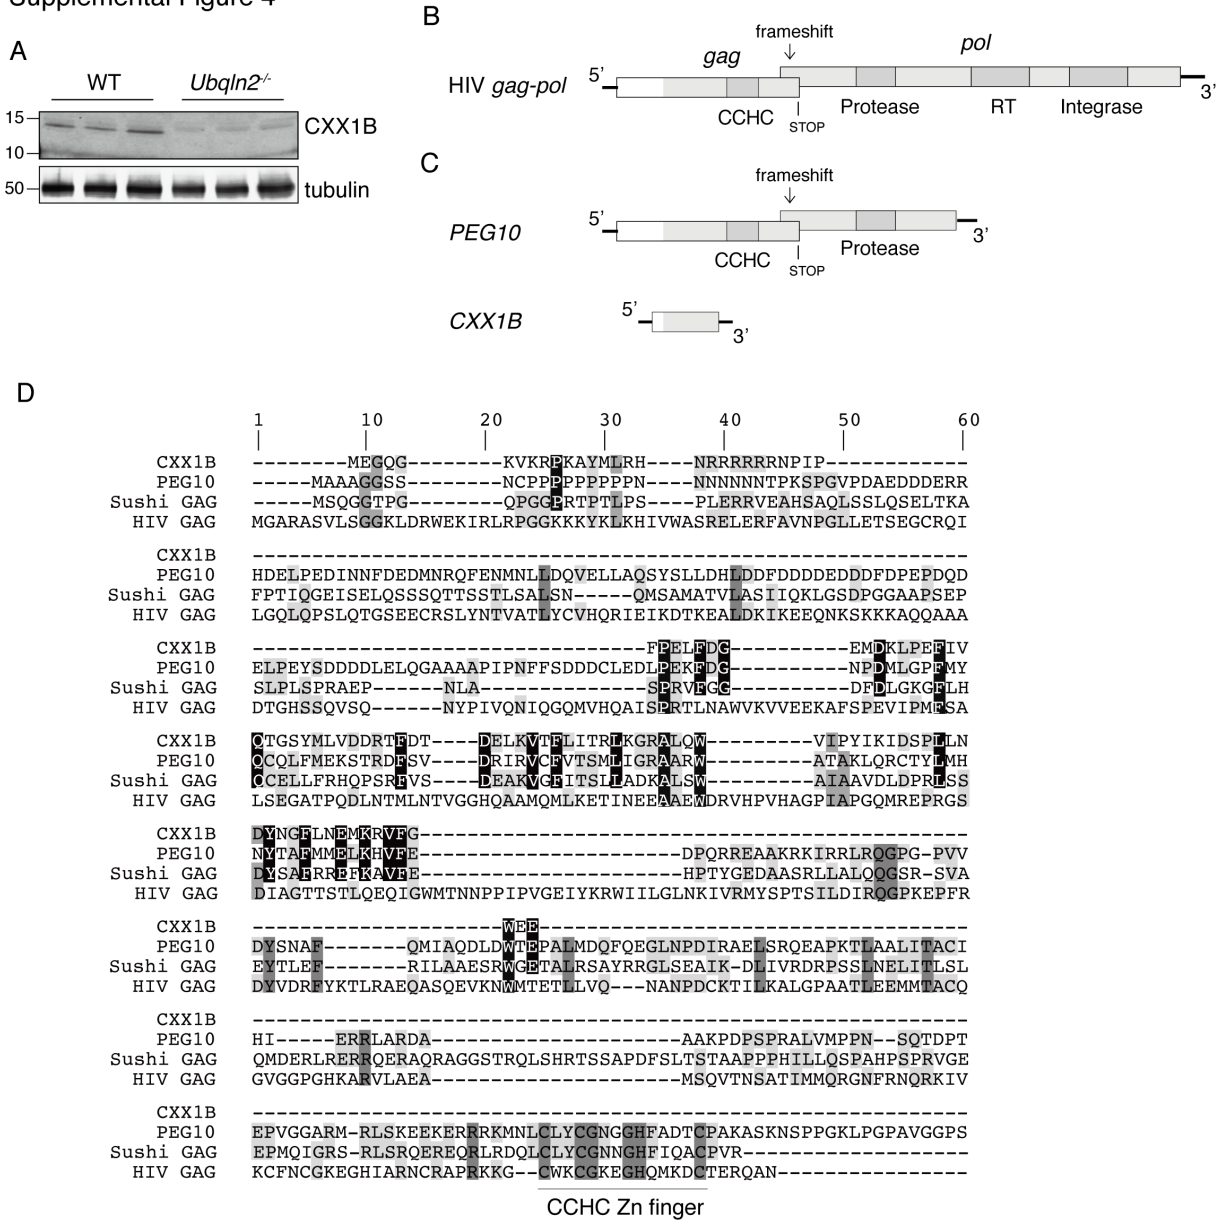 Supplemental Figure 4
A
WT Ubqln2-/-
15
CXX1B
10
50
tubulin
B
frameshift
gag pol
HIV gag-pol 5’ 3’
CCHC STOP Protease RT Integrase
C
frameshift
PEG10 5’ 3’
CCHC STOP Protease
CXX1B 5’ 3’
D
1 10 20 30 40 50 60
CXX1B --------MEGQG--------KVKRPKAYMLRH----NRRRRRRNPIP------------
PEG10 -----MAAAGGSS--------NCPPPPPPPPPN----NNNNNNTPKSPGVPDAEDDDERR
Sushi GAG -----MSQGGTPG--------QPGGPRTPTLPS----PLERRVEAHSAQLSSLQSELTKA
HIV GAG MGARASVLSGGKLDRWEKIRLRPGGKKKYKLKHIVWASRELERFAVNPGLLETSEGCRQI
CXX1B ------------------------------------------------------------
PEG10 HDELPEDINNFDEDMNRQFENMNLLDQVELLAQSYSLLDHLDDFDDDDEDDDFDPEPDQD
Sushi GAG FPTIQGEISELQSSSQTTSSTLSALSN-----QMSAMATVLASIIQKLGSDPGGAAPSEP
HIV GAG LGQLQPSLQTGSEECRSLYNTVATLYCVHQRIEIKDTKEALDKIKEEQNKSKKKAQQAAA
CXX1B ---------------------------------FPELFDG----------EMDKLPEFIV
PEG10 ELPEYSDDDDLELQGAAAAPIPNFFSDDDCLEDLPEKFDG----------NPDMLGPFMY
Sushi GAG SLPLSPRAEP------NLA--------------SPRVFGG----------DFDLGKGFLH
HIV GAG DTGHSSQVSQ------NYPIVQNIQGQMVHQAISPRTLNAWVKVVEEKAFSPEVIPMFSA
CXX1B QTGSYMLVDDRTFDT----DELKVTFLITRLKGRALQW---------VIPYIKIDSPLLN
PEG10 QCQLFMEKSTRDFSV----DRIRVCFVTSMLIGRAARW---------ATAKLQRCTYLMH
Sushi GAG QCELLFRHQPSRFVS----DEAKVGFITSLLADKALSW---------AIAAVDLDPRLSS
HIV GAG LSEGATPQDLNTMLNTVGGHQAAMQMLKETINEEAAEWDRVHPVHAGPIAPGQMREPRGS
CXX1B DYNGFLNEMKRVFG----------------------------------------------
PEG10 NYTAFMMELKHVFE----------------------DPQRREAAKRKIRRLRQGPG-PVV
Sushi GAG DYSAFRREFKAVFE----------------------HPTYGEDAASRLLALQQGSR-SVA
HIV GAG DIAGTTSTLQEQIGWMTNNPPIPVGEIYKRWIILGLNKIVRMYSPTSILDIRQGPKEPFR
CXX1B ---------------------WEE------------------------------------
PEG10 DYSNAF-------QMIAQDLDWTEPALMDQFQEGLNPDIRAELSRQEAPKTLAALITACI
Sushi GAG EYTLEF-------RILAAESRWGETALRSAYRRGLSEAIK-DLIVRDRPSSLNELITLSL
HIV GAG DYVDRFYKTLRAEQASQEVKNWMTETLLVQ---NANPDCKTILKALGPAATLEEMMTACQ
CXX1B ------------------------------------------------------------
PEG10 HI-----ERRLARDA---------------------AAKPDPSPRALVMPPN--SQTDPT
Sushi GAG QMDERLRERRQERAQRAGGSTRQLSHRTSSAPDFSLTSTAAPPPHILLQSPAHPSPRVGE
HIV GAG GVGGPGHKARVLAEA---------------------MSQVTNSATIMMQRGNFRNQRKIV
CXX1B ------------------------------------------------------------
PEG10 EPVGGARM-RLSKEEKERRRKMNLCLYCGNGGHFADTCPAKASKNSPPGKLPGPAVGGPS
Sushi GAG EPMQIGRS-RLSRQEREQRLRDQLCLYCGNNGHFIQACPVR-------------------
HIV GAG KCFNCGKEGHIARNCRAPRKKG--CWKCGKEGHQMKDCTERQAN----------------
CCHC Zn finger